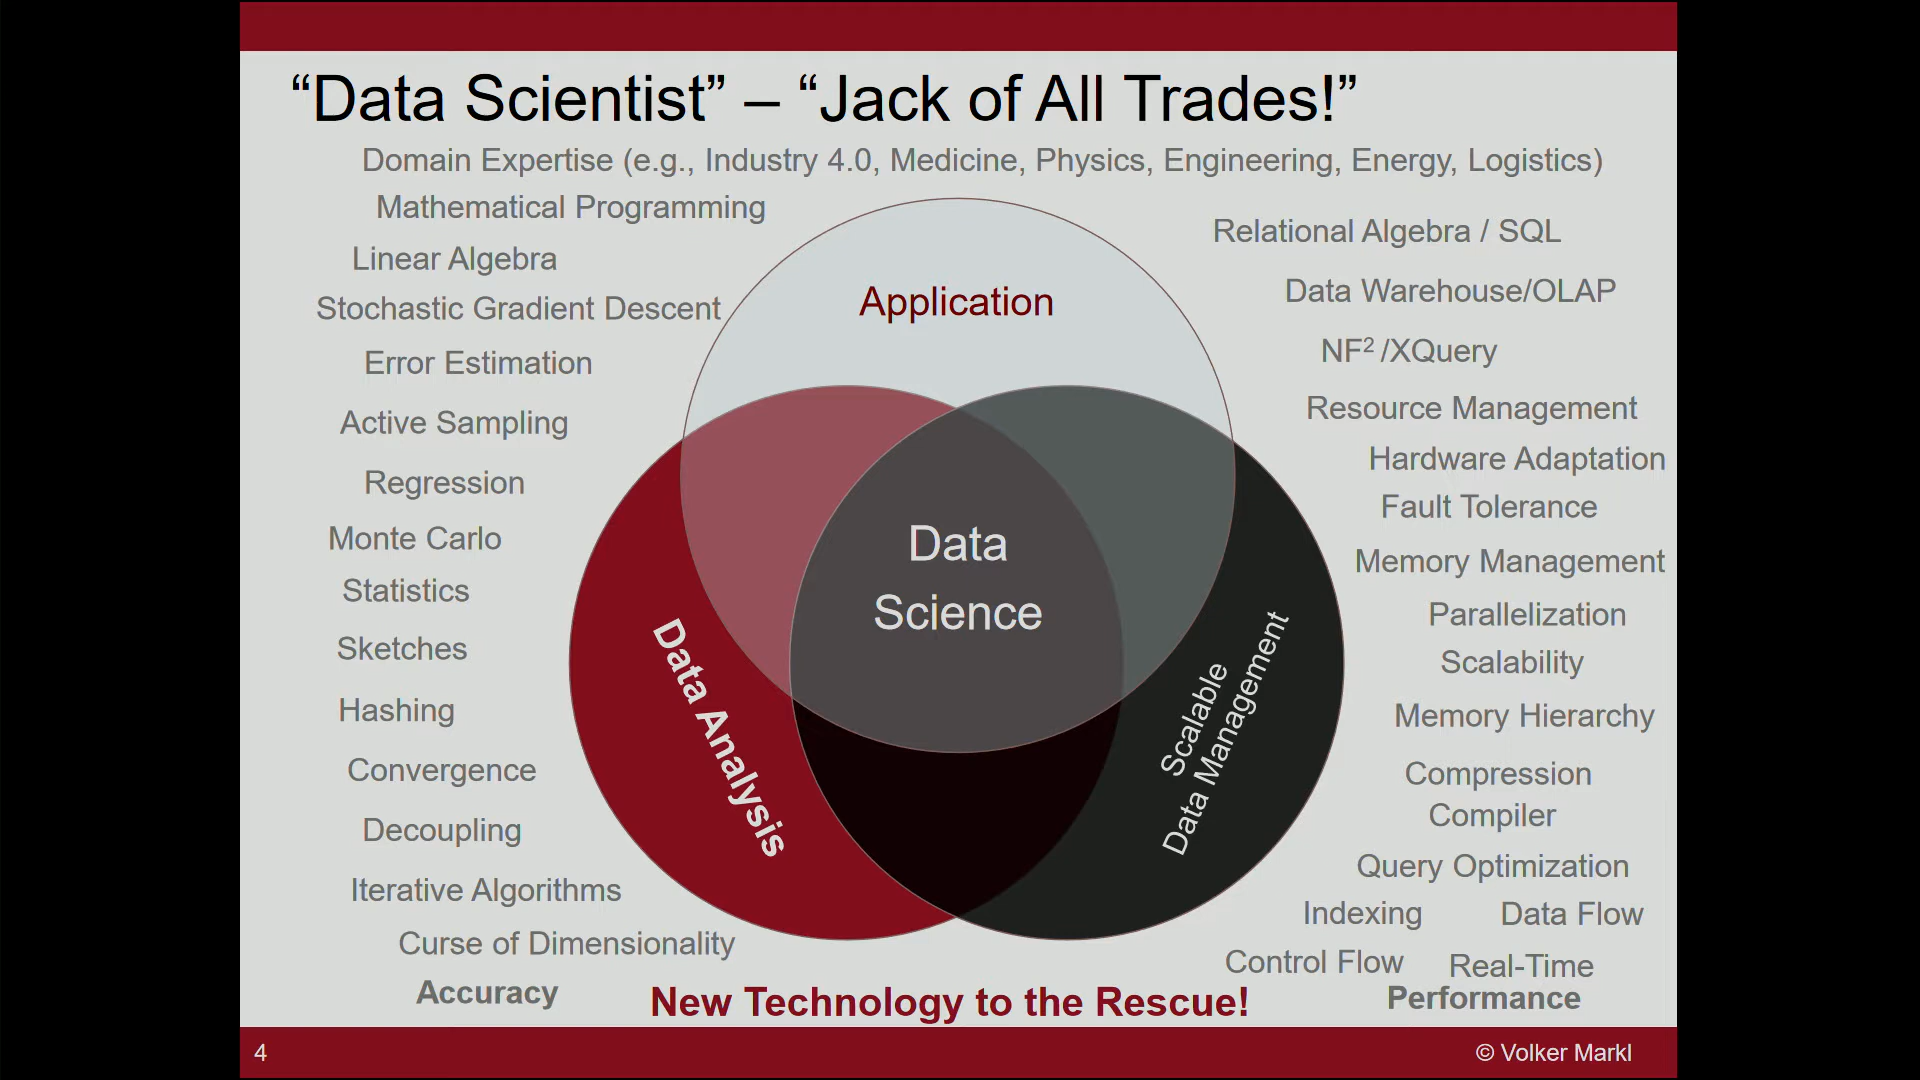 “Data Scientist” – “Jack of All Trades!”
Domain Expertise (e.g., Industry 4.0, Medicine, Physics, Engineering, Energy, Logistics)
Mathematical Programming
Linear Algebra
Stochastic Gradient Descent
Error Estimation
Active Sampling
Regression
Monte Carlo
Statistics
Sketches
Hashing
Convergence
Decoupling
Iterative Algorithms
Curse of Dimensionality
Accuracy
Application
Data
Science
Data Analysis
Scalable
Data Management
Relational Algebra / SQL
Data Warehouse/OLAP
NF² /XQuery
Resource Management
Hardware Adaptation
Fault Tolerance
Memory Management
Parallelization
Scalability
Memory Hierarchy
Compression
Compiler
Query Optimization
Indexing Data Flow
Control Flow Real-Time
Performance
New Technology to the Rescue!
4
© Volker Markl